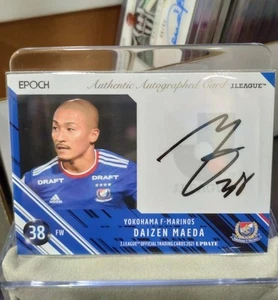 EPOCH Authentic Autographed Card J.LEAGUE
DRAFT DRAFT
38 FW
YOKOHAMA F·MARINOS
DAIZEN MAEDA
J.LEAGUE OFFICIAL TRADING CARDS 2021 UPDATE